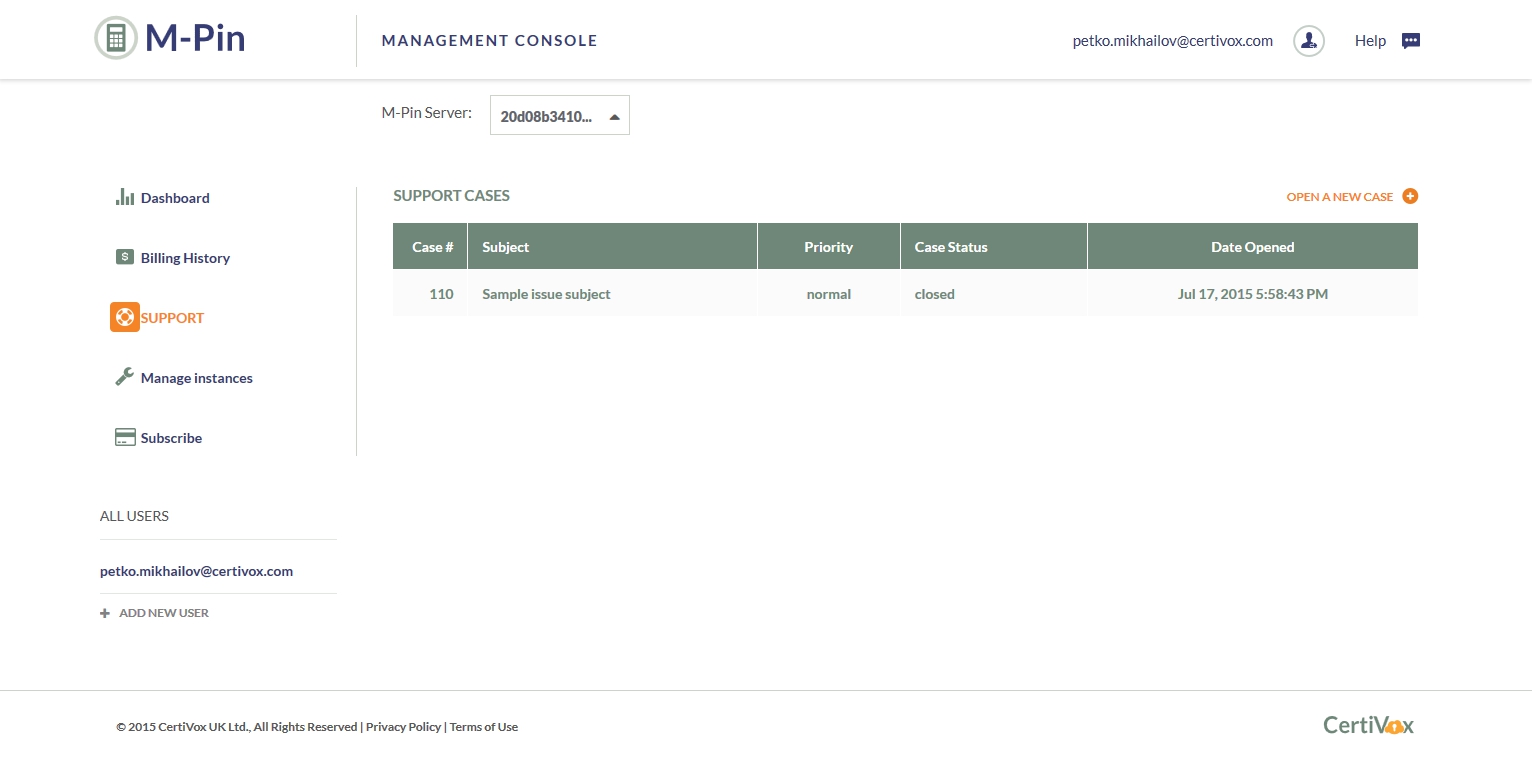 M-Pin
MANAGEMENT CONSOLE
petko.mikhailov@certivox.com
Help
M-Pin Server:
20d08b3410...
Dashboard
Billing History
SUPPORT
Manage instances
Subscribe
ALL USERS
petko.mikhailov@certivox.com
ADD NEW USER
SUPPORT CASES
OPEN A NEW CASE
Case # Subject Priority Case Status Date Opened
110 Sample issue subject normal closed Jul 17, 2015 5:58:43 PM
© 2015 CertiVox UK Ltd., All Rights Reserved | Privacy Policy | Terms of Use
CertiVox